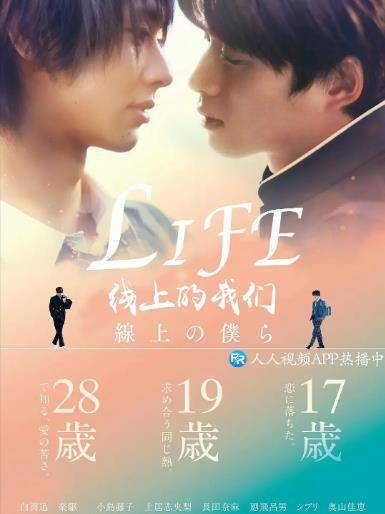 LIFE
线上的我们
線上の僕ら
人人视频APP热播中
17歳
恋に落ちた。
19歳
求め合う同じ熱。
28歳
で知る、愛の苦さ。
白洲迅 楽駆 小島藤子 上居志央梨 長田奈麻 廻飛呂男 シブリ 奥山佳恵